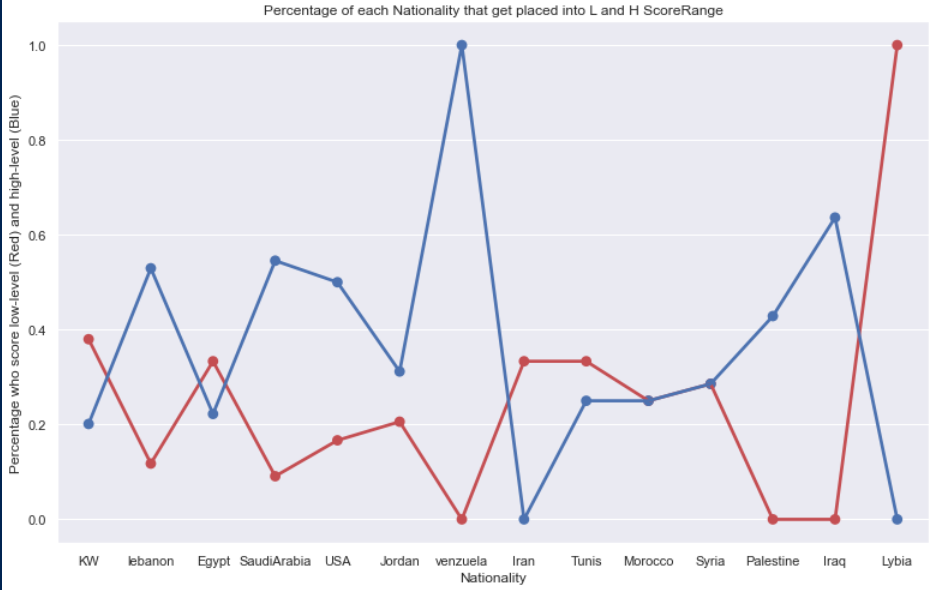 Percentage of each Nationality that get placed into L and H ScoreRange
Percentage who score low-level (Red) and high-level (Blue)
1.0
0.8
0.6
0.4
0.2
0.0
KW lebanon Egypt SaudiArabia USA Jordan venzuela Iran Tunis Morocco Syria Palestine Iraq Lybia
Nationality